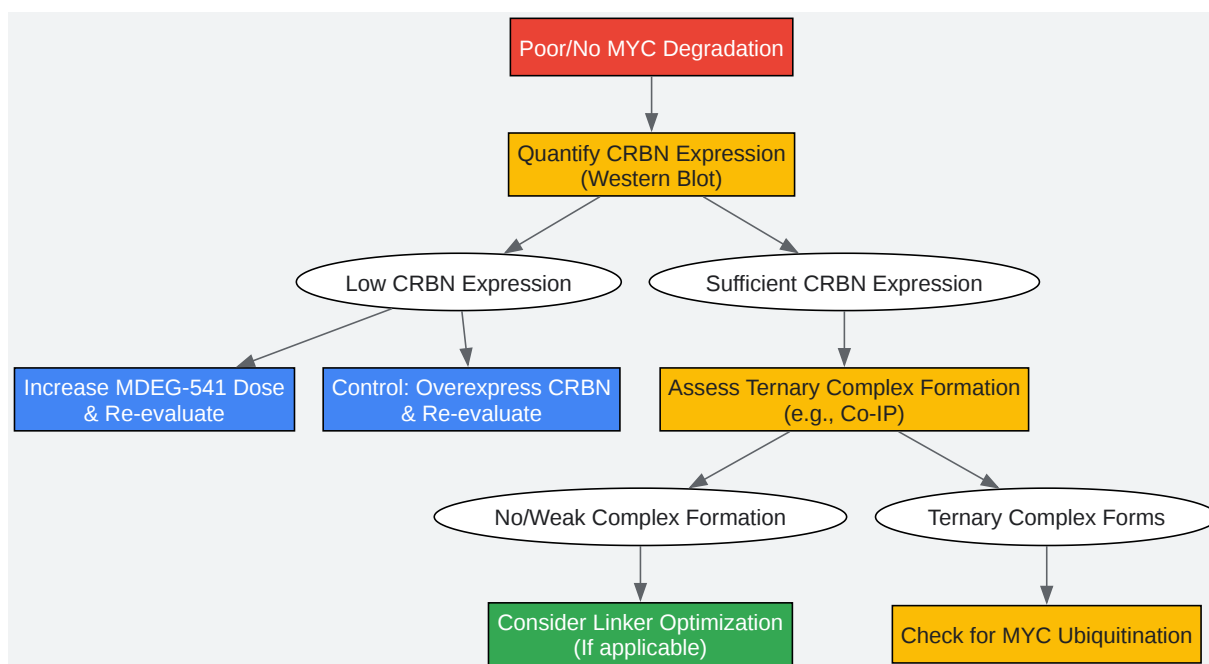 Poor/No MYC Degradation
Quantify CRBN Expression
(Western Blot)
Low CRBN Expression
Sufficient CRBN Expression
Increase MDEG-541 Dose
& Re-evaluate
Control: Overexpress CRBN
& Re-evaluate
Assess Ternary Complex Formation
(e.g., Co-IP)
No/Weak Complex Formation
Ternary Complex Forms
Consider Linker Optimization
(If applicable)
Check for MYC Ubiquitination